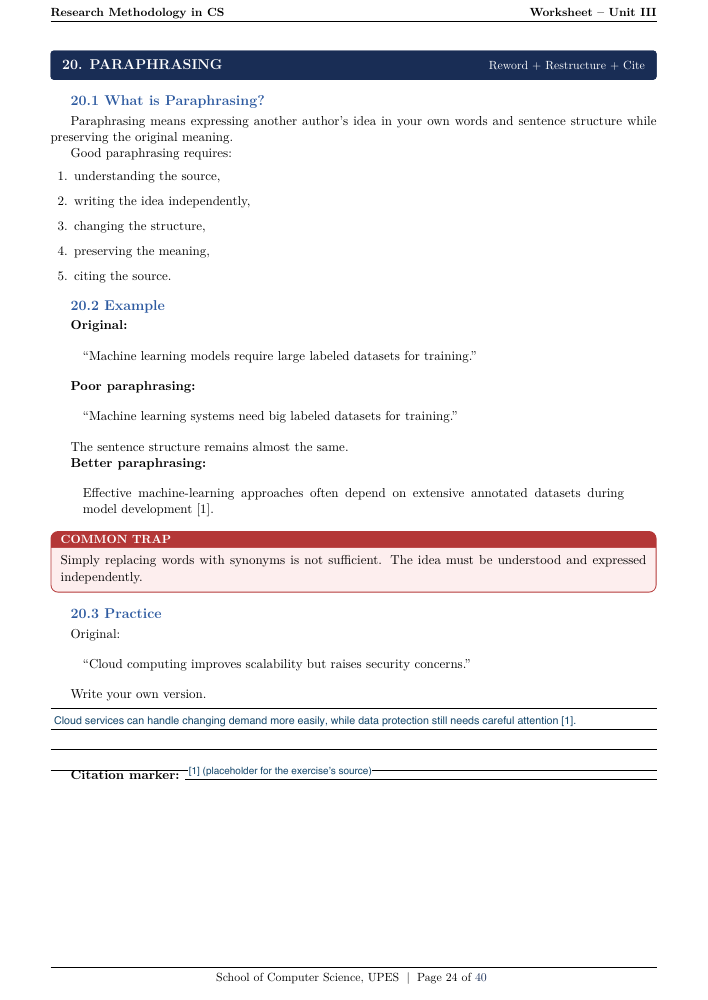 Research Methodology in CS Worksheet – Unit III
20. PARAPHRASING Reword + Restructure + Cite
20.1 What is Paraphrasing?
Paraphrasing means expressing another author's idea in your own words and sentence structure while
preserving the original meaning.
Good paraphrasing requires:
1. understanding the source,
2. writing the idea independently,
3. changing the structure,
4. preserving the meaning,
5. citing the source.
20.2 Example
Original:
“Machine learning models require large labeled datasets for training.”
Poor paraphrasing:
“Machine learning systems need big labeled datasets for training.”
The sentence structure remains almost the same.
Better paraphrasing:
Effective machine-learning approaches often depend on extensive annotated datasets during
model development [1].
COMMON TRAP
Simply replacing words with synonyms is not sufficient. The idea must be understood and expressed
independently.
20.3 Practice
Original:
“Cloud computing improves scalability but raises security concerns.”
Write your own version.
Cloud services can handle changing demand more easily, while data protection still needs careful attention [1].
Citation marker: [1] (placeholder for the exercise's source)
School of Computer Science, UPES | Page 24 of 40